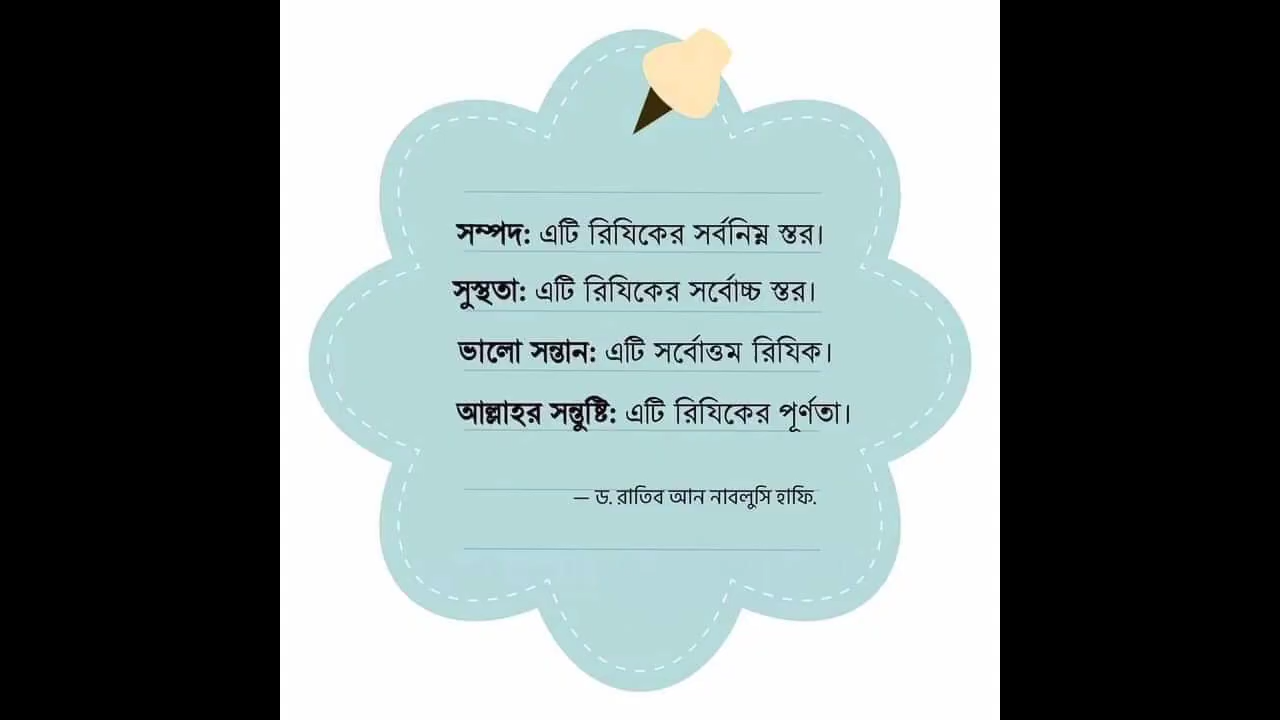 সম্পদ: এটি রিযিকের সর্বনিম্ন স্তর।
সুস্থতা: এটি রিযিকের সর্বোচ্চ স্তর।
ভালো সন্তান: এটি সর্বোত্তম রিযিক।
আল্লাহর সন্তুষ্টি: এটি রিযিকের পূর্ণতা।
— ড. রাতিব আন নাবলুসি হাফি.